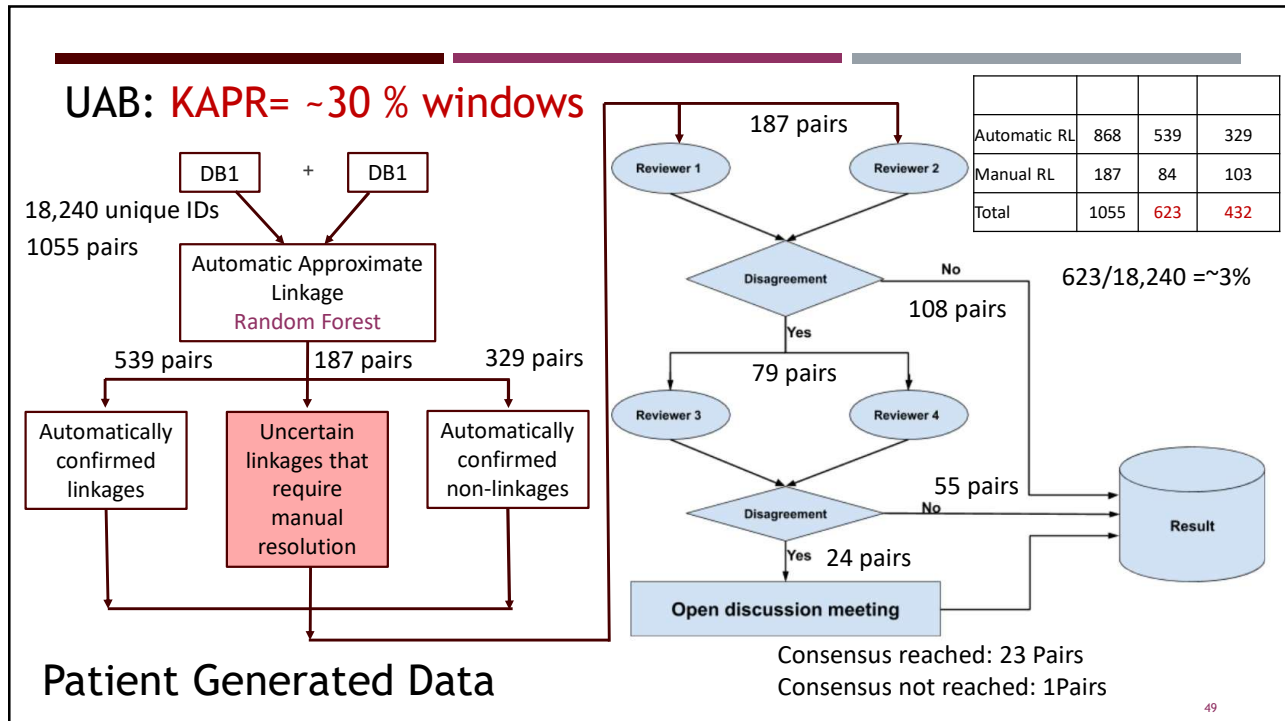 UAB: KAPR= ~30 % windows
DB1
+
DB1
18,240 unique IDs
1055 pairs
Automatic Approximate
Linkage
Random Forest
539 pairs
187 pairs
329 pairs
Automatically
confirmed
linkages
Uncertain
linkages that
require
manual
resolution
Automatically
confirmed
non-linkages
Patient Generated Data
187 pairs
Reviewer 1
Reviewer 2
Disagreement
No
108 pairs
Yes
79 pairs
Reviewer 3
Reviewer 4
Disagreement
55 pairs
No
Yes
24 pairs
Open discussion meeting
Result
Consensus reached: 23 Pairs
Consensus not reached: 1Pairs
Automatic RL 868 539 329
Manual RL 187 84 103
Total 1055 623 432
623/18,240 =~3%
49